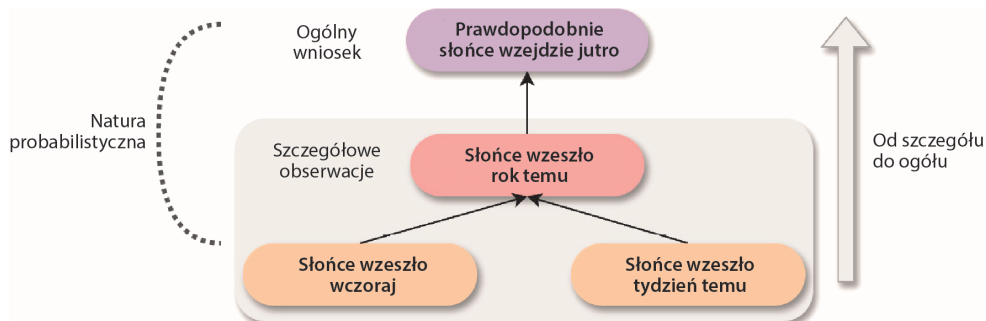 Ogólny
wniosek
Prawdopodobnie
słońce wzejdzie jutro
Natura
probabilistyczna
Szczegółowe
obserwacje
Słońce wzeszło
rok temu
Od szczegółu
do ogółu
Słońce wzeszło
wczoraj
Słońce wzeszło
tydzień temu